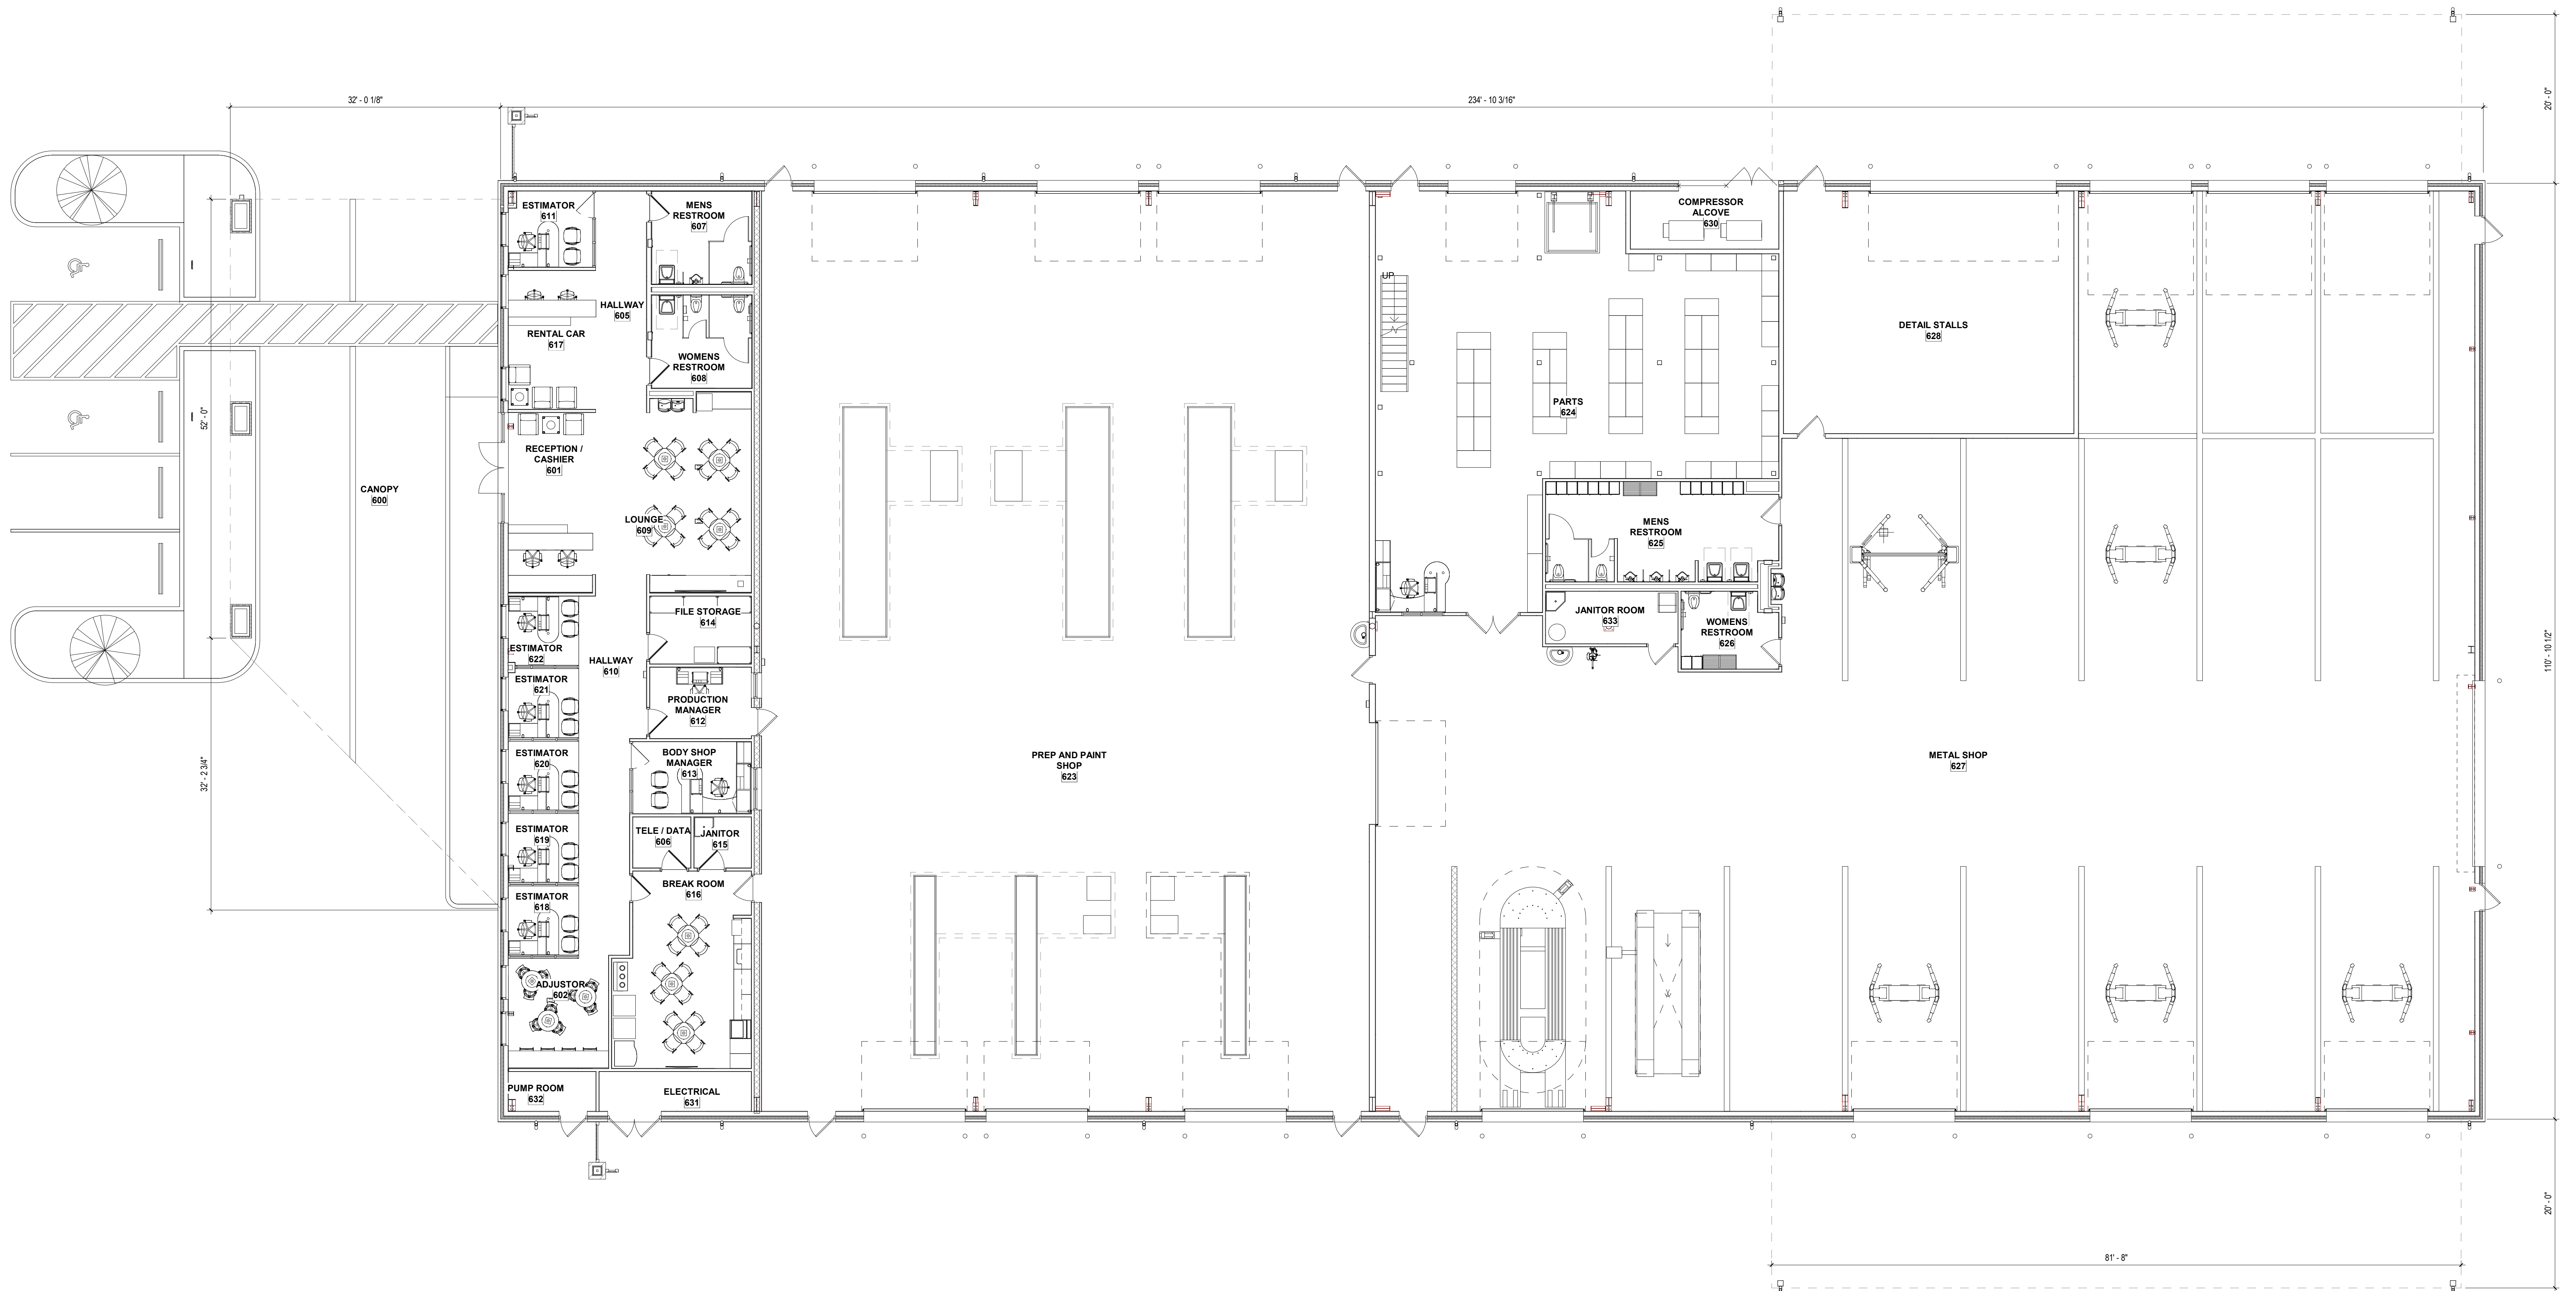 20' - 0"
32' - 0 1/8"
234' - 10 3/16"
ESTIMATOR
611
MENS
RESTROOM
607
COMPRESSOR
ALCOVE
630
UP
HALLWAY
605
RENTAL CAR
617
DETAIL STALLS
628
WOMENS
RESTROOM
608
PARTS
624
52' - 0"
RECEPTION /
CASHIER
601
CANOPY
600
LOUNGE
609
MENS
RESTROOM
625
FILE STORAGE
614
JANITOR ROOM
633
WOMENS
RESTROOM
626
ESTIMATOR
622
HALLWAY
610
110' - 10 1/2"
ESTIMATOR
621
PRODUCTION
MANAGER
612
ESTIMATOR
620
BODY SHOP
MANAGER
613
PREP AND PAINT
SHOP
623
METAL SHOP
627
32' - 2 3/4"
ESTIMATOR
619
TELE / DATA
606
JANITOR
615
BREAK ROOM
616
ESTIMATOR
618
ADJUSTOR
602
PUMP ROOM
632
ELECTRICAL
631
20' - 0"
81' - 8"